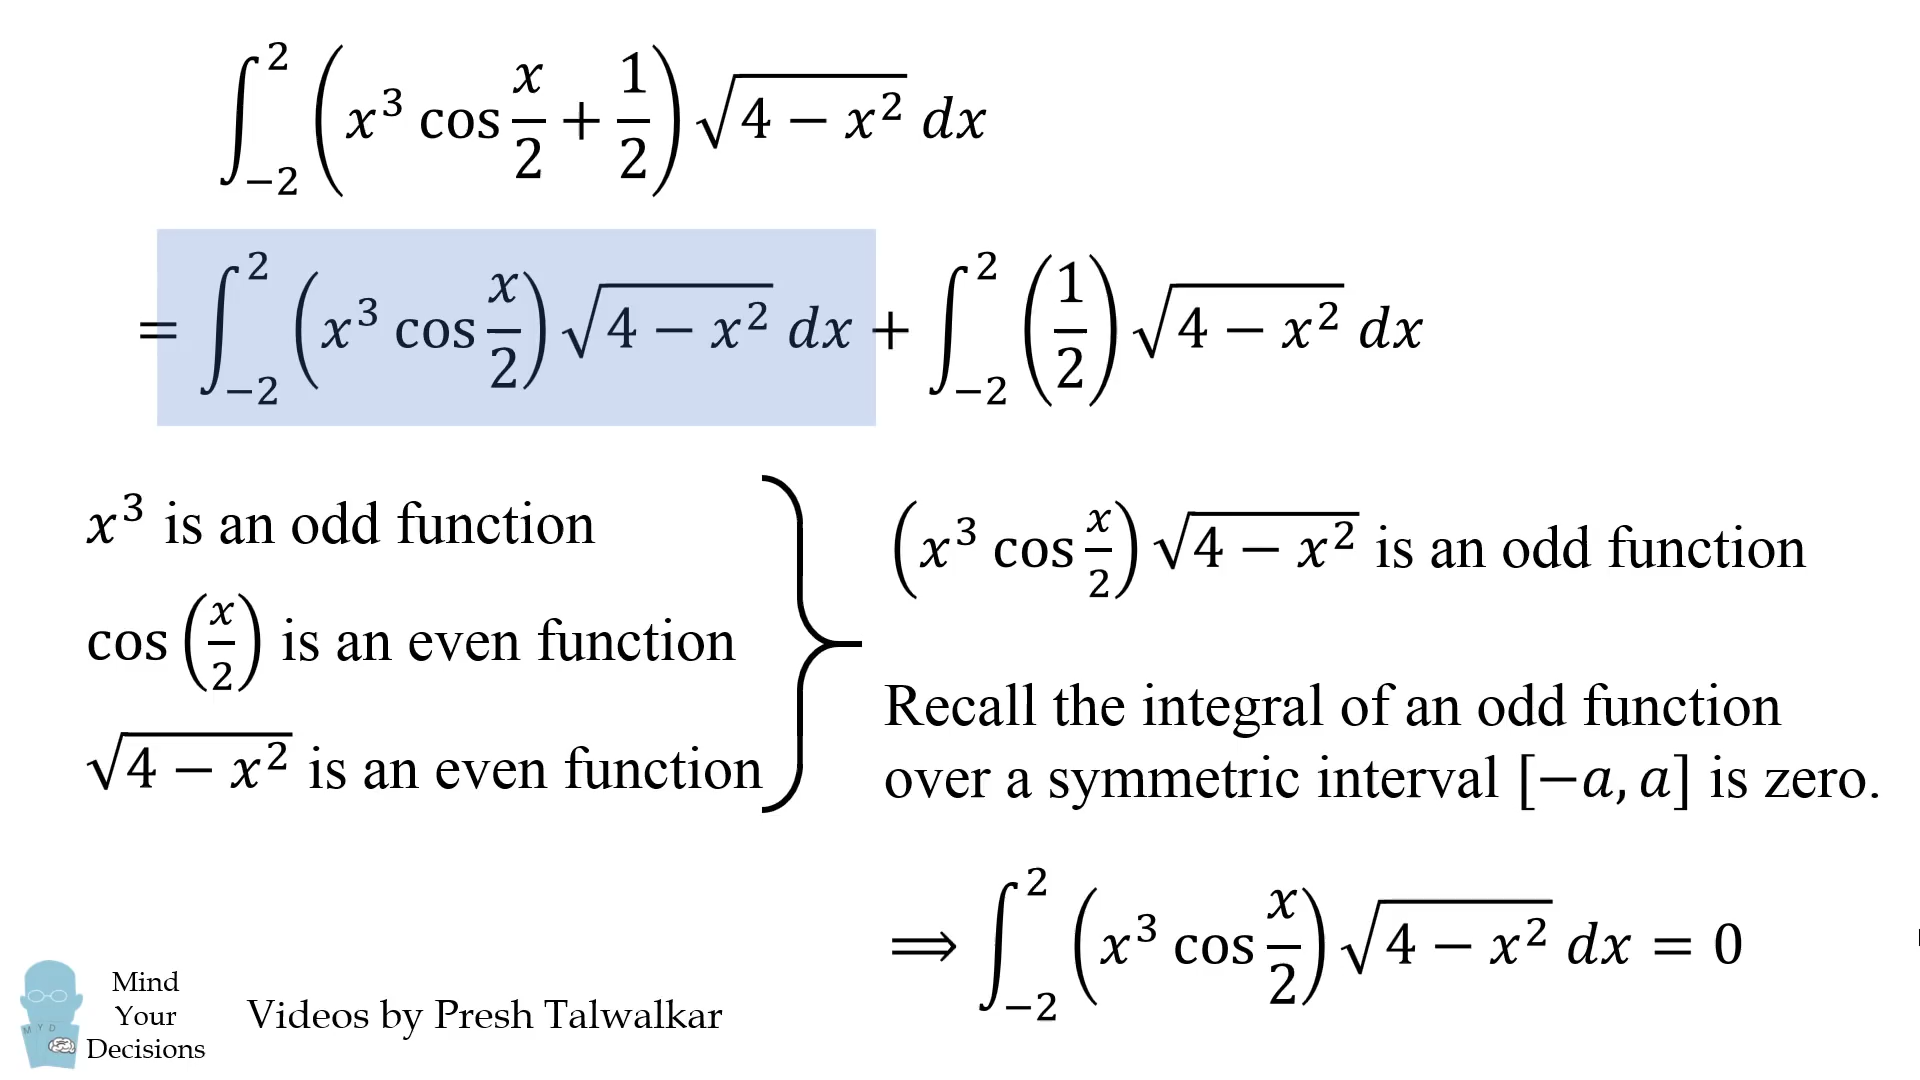 ∫_{-2}^{2} (x³ cos x/2 + 1/2) √(4 − x²) dx
= ∫_{-2}^{2} (x³ cos x/2) √(4 − x²) dx + ∫_{-2}^{2} (1/2) √(4 − x²) dx
x³ is an odd function
cos (x/2) is an even function
√(4 − x²) is an even function
(x³ cos x/2) √(4 − x²) is an odd function
Recall the integral of an odd function
over a symmetric interval [−a, a] is zero.
⟹ ∫_{-2}^{2} (x³ cos x/2) √(4 − x²) dx = 0
M Y D
Mind
Your
Decisions
Videos by Presh Talwalkar